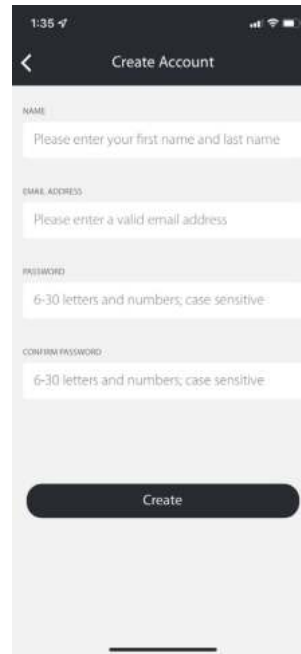 1:35
Create Account
NAME
Please enter your first name and last name
EMAIL ADDRESS
Please enter a valid email address
PASSWORD
6-30 letters and numbers; case sensitive
CONFIRM PASSWORD
6-30 letters and numbers; case sensitive
Create